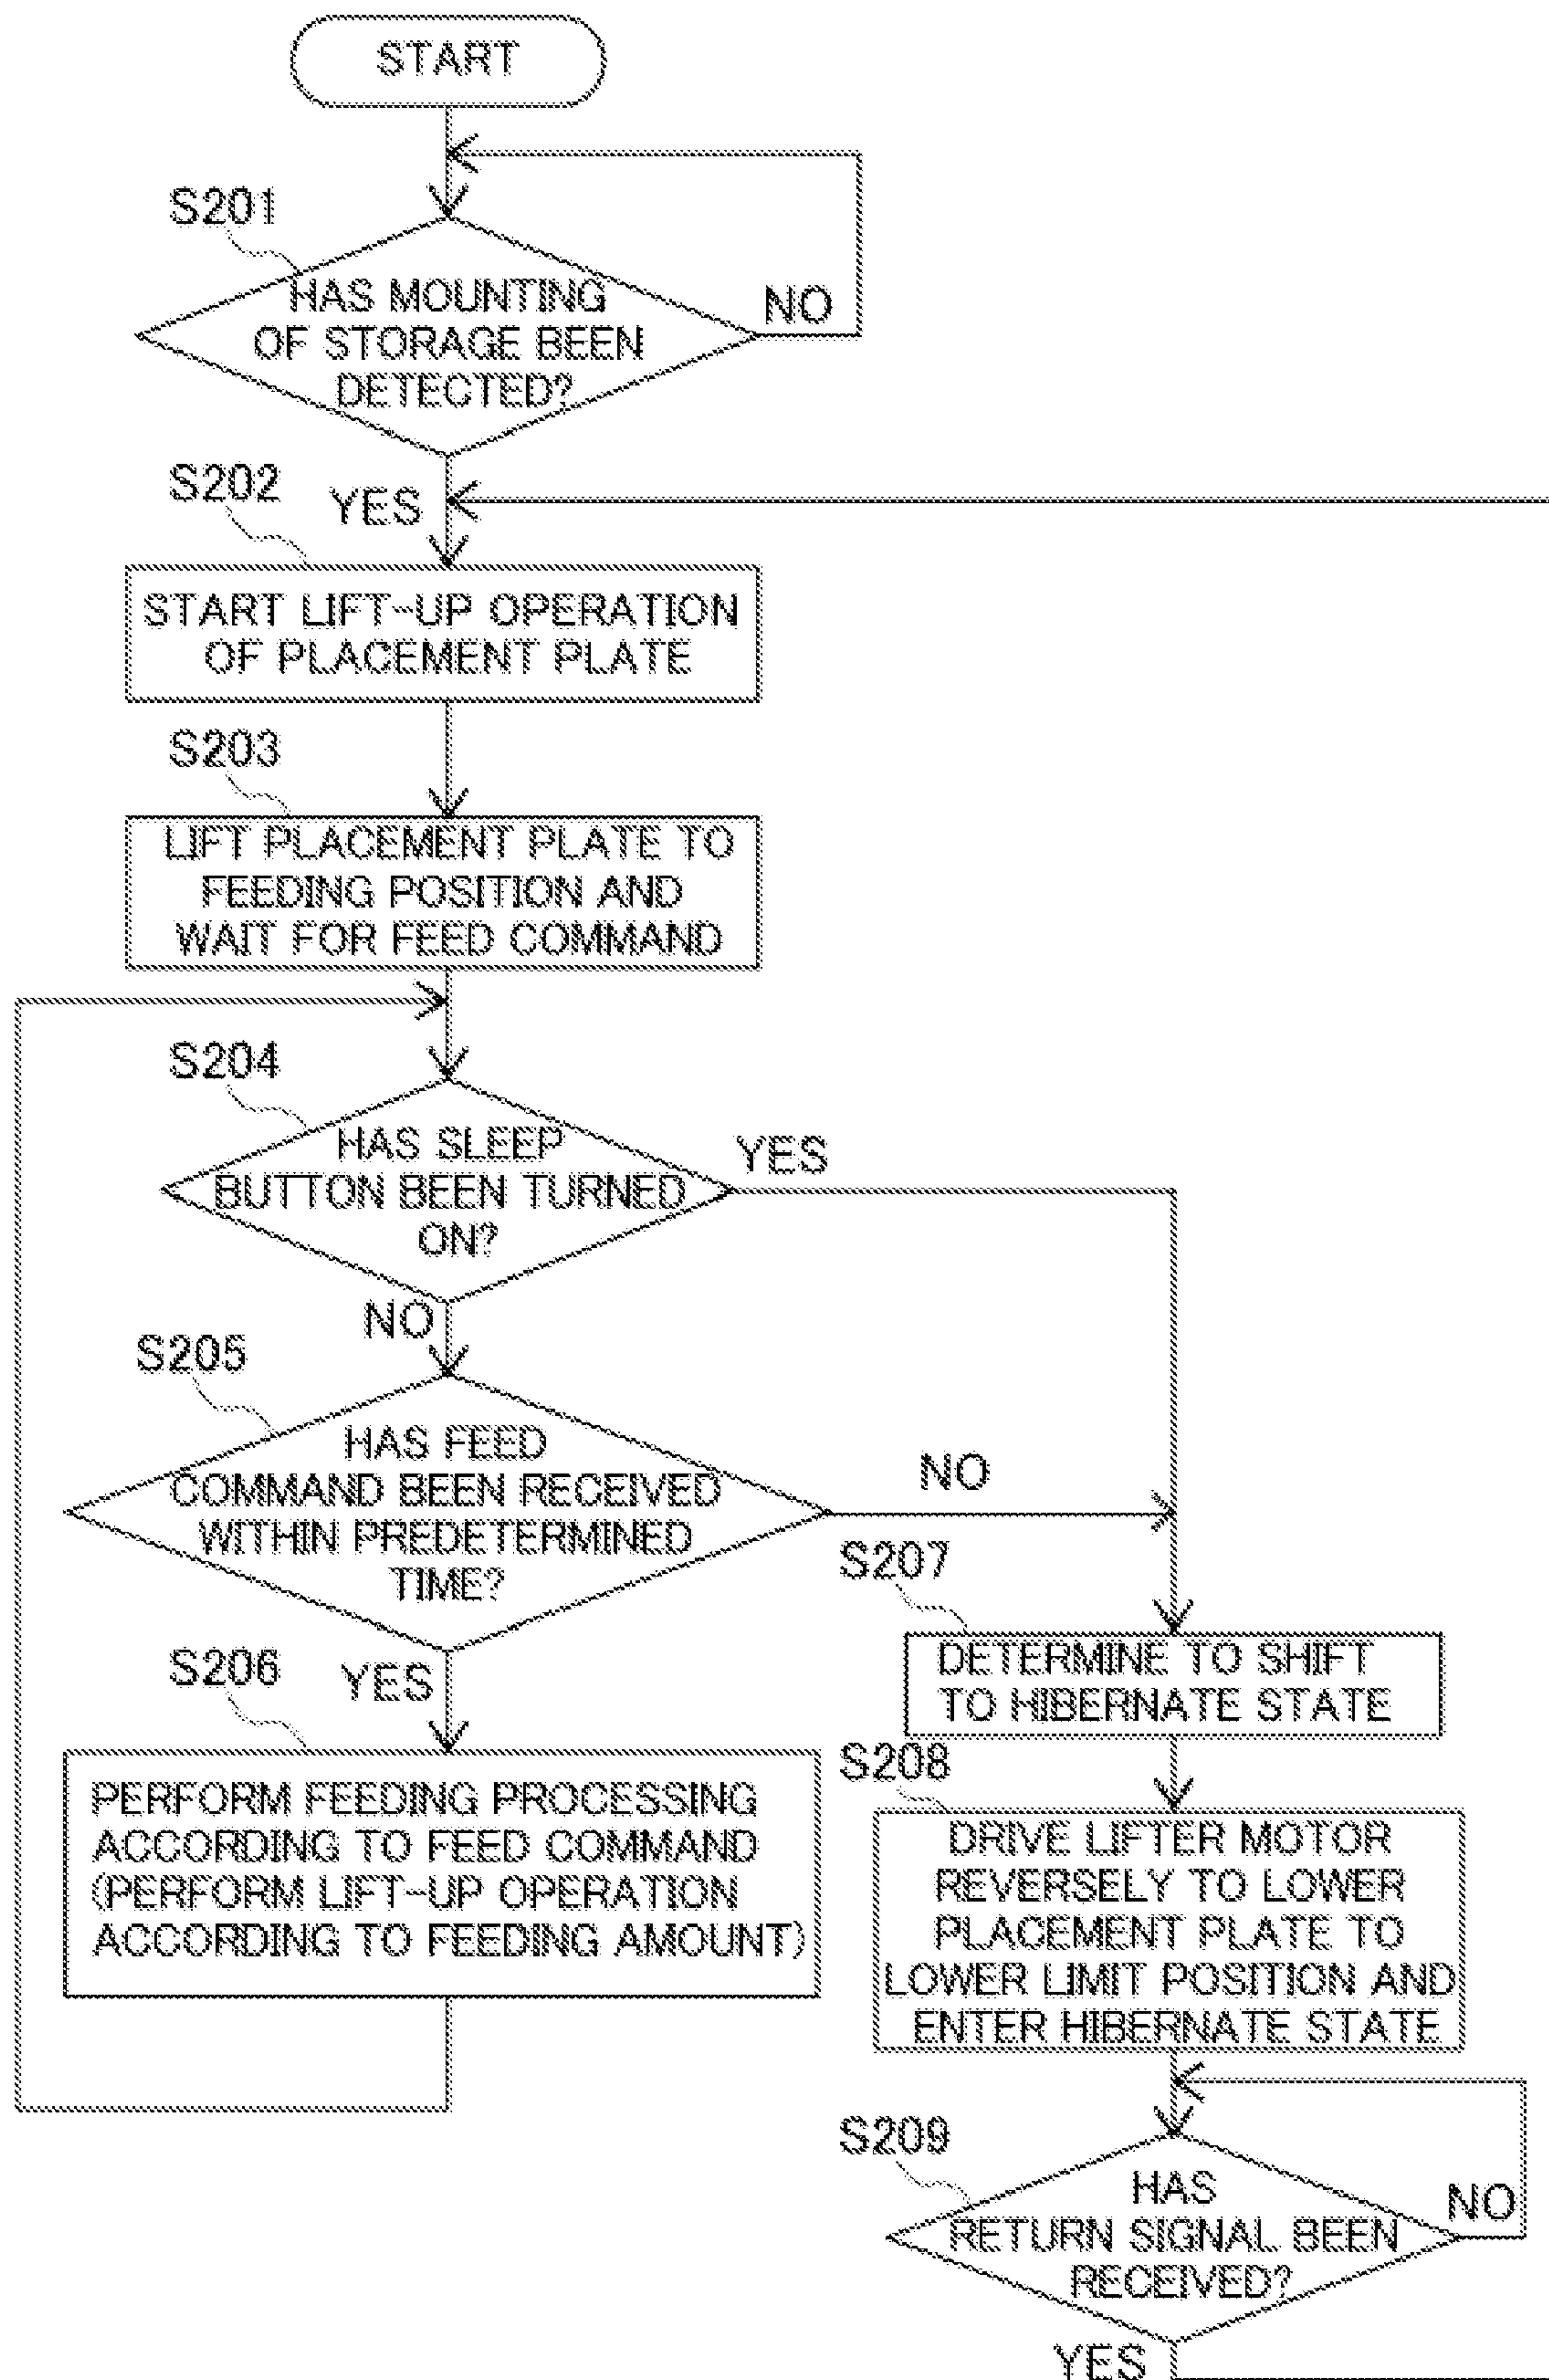 START
S201
HAS MOUNTING
OF STORAGE BEEN
DETECTED?
NO
S202
YES
START LIFT-UP OPERATION
OF PLACEMENT PLATE
S203
LIFT PLACEMENT PLATE TO
FEEDING POSITION AND
WAIT FOR FEED COMMAND
S204
HAS SLEEP
BUTTON BEEN TURNED
ON?
YES
NO
S205
HAS FEED
COMMAND BEEN RECEIVED
WITHIN PREDETERMINED
TIME?
NO
YES
S206
PERFORM FEEDING PROCESSING
ACCORDING TO FEED COMMAND
(PERFORM LIFT-UP OPERATION
ACCORDING TO FEEDING AMOUNT)
S207
DETERMINE TO SHIFT
TO HIBERNATE STATE
S208
DRIVE LIFTER MOTOR
REVERSELY TO LOWER
PLACEMENT PLATE TO
LOWER LIMIT POSITION AND
ENTER HIBERNATE STATE
S209
HAS
RETURN SIGNAL BEEN
RECEIVED?
NO
YES